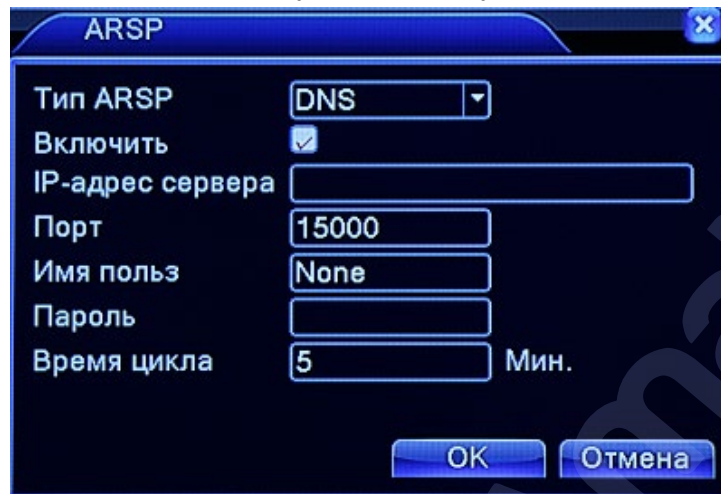 ARSP
Тип ARSP DNS
Включить
IP-адрес сервера
Порт 15000
Имя польз None
Пароль
Время цикла 5 Мин.
OK Отмена